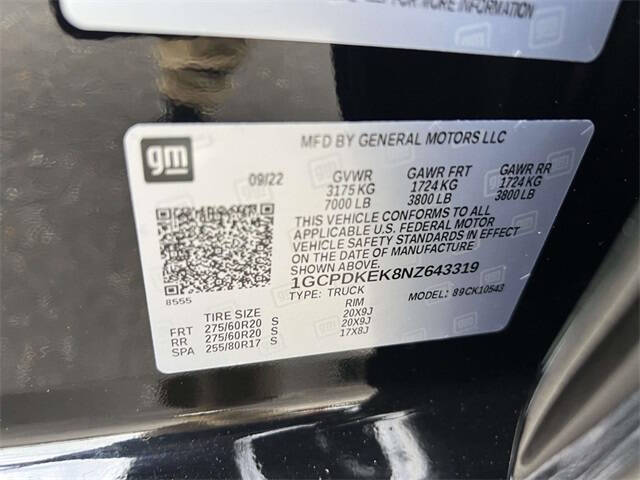 MORE INFORMATION
gm
MFD BY GENERAL MOTORS LLC
09/22 GVWR GAWR FRT GAWR RR
3175 KG 1724 KG 1724 KG
7000 LB 3800 LB 3800 LB
THIS VEHICLE CONFORMS TO ALL
APPLICABLE U.S. FEDERAL MOTOR
VEHICLE SAFETY STANDARDS IN EFFECT
ON THE DATE OF MANUFACTURE
SHOWN ABOVE.
1GCPDKEK8NZ643319
8555
TYPE: TRUCK MODEL: 89CK10543
TIRE SIZE RIM
FRT 275/60R20 S 20X9J
RR 275/60R20 S 20X9J
SPA 255/80R17 S 17X8J